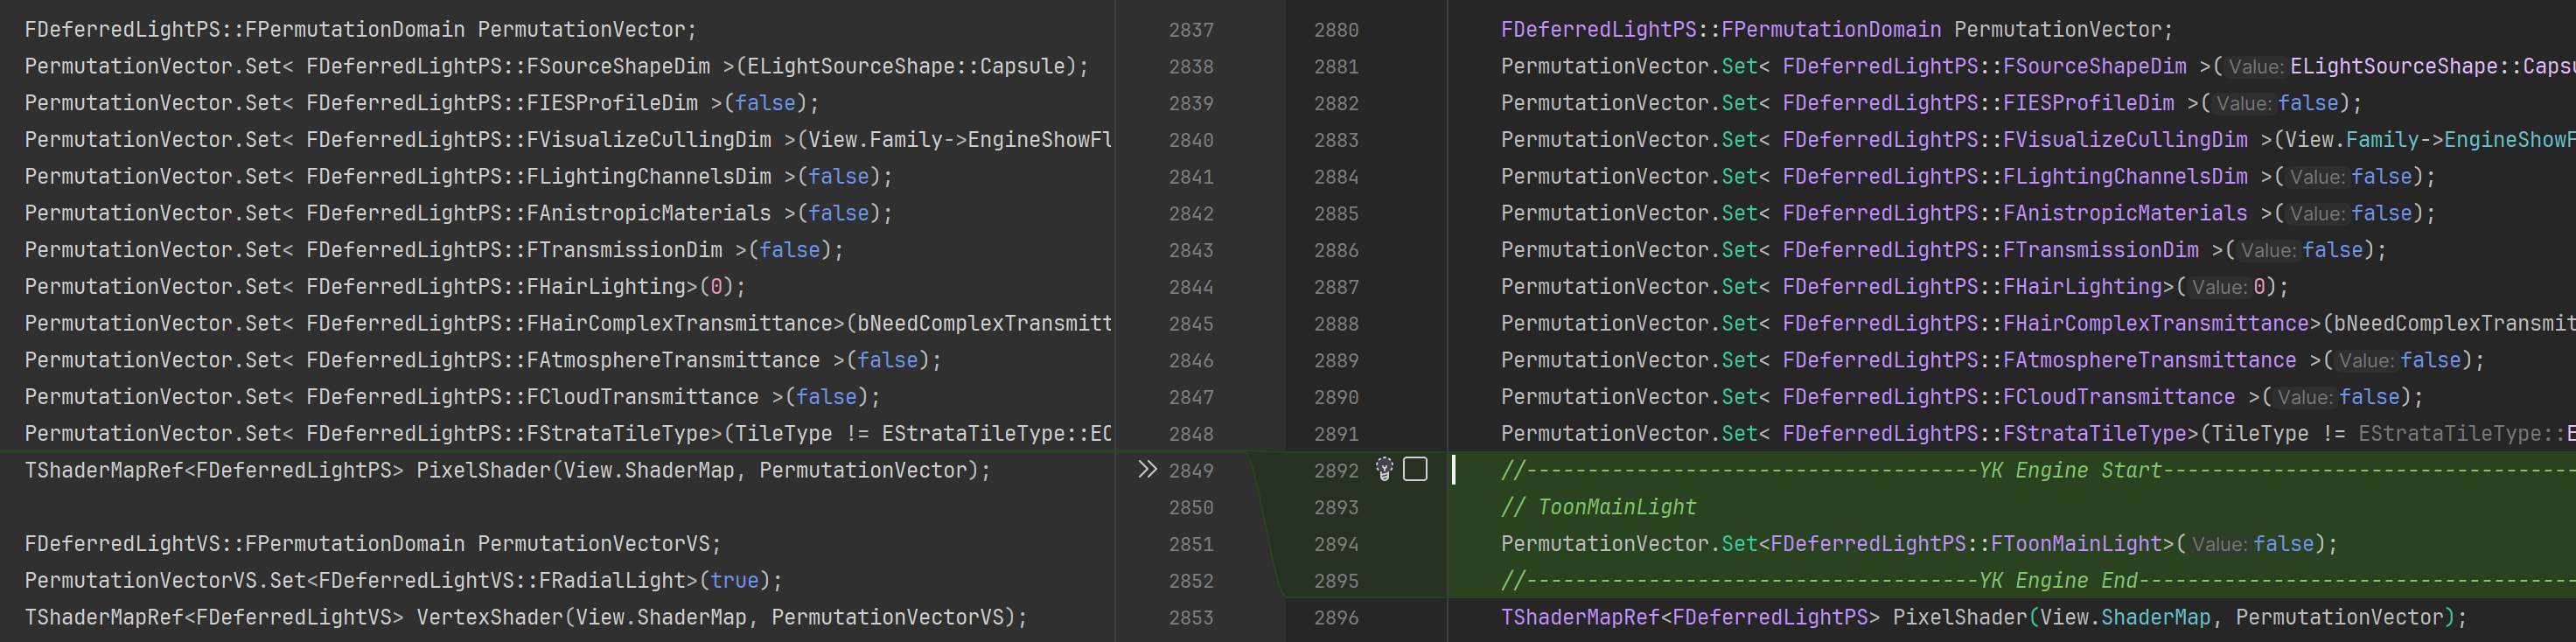 FDeferredLightPS::FPermutationDomain PermutationVector;
PermutationVector.Set< FDeferredLightPS::FSourceShapeDim >(ELightSourceShape::Capsule);
PermutationVector.Set< FDeferredLightPS::FIESProfileDim >(false);
PermutationVector.Set< FDeferredLightPS::FVisualizeCullingDim >(View.Family->EngineShowFl
PermutationVector.Set< FDeferredLightPS::FLightingChannelsDim >(false);
PermutationVector.Set< FDeferredLightPS::FAnistropicMaterials >(false);
PermutationVector.Set< FDeferredLightPS::FTransmissionDim >(false);
PermutationVector.Set< FDeferredLightPS::FHairLighting>(0);
PermutationVector.Set< FDeferredLightPS::FHairComplexTransmittance>(bNeedComplexTransmitt
PermutationVector.Set< FDeferredLightPS::FAtmosphereTransmittance >(false);
PermutationVector.Set< FDeferredLightPS::FCloudTransmittance >(false);
PermutationVector.Set< FDeferredLightPS::FStrataTileType>(TileType != EStrataTileType::EC
TShaderMapRef<FDeferredLightPS> PixelShader(View.ShaderMap, PermutationVector);
FDeferredLightVS::FPermutationDomain PermutationVectorVS;
PermutationVectorVS.Set<FDeferredLightVS::FRadialLight>(true);
TShaderMapRef<FDeferredLightVS> VertexShader(View.ShaderMap, PermutationVectorVS);
2837
2838
2839
2840
2841
2842
2843
2844
2845
2846
2847
2848
2849
2850
2851
2852
2853
2880
2881
2882
2883
2884
2885
2886
2887
2888
2889
2890
2891
2892
2893
2894
2895
2896
FDeferredLightPS::FPermutationDomain PermutationVector;
PermutationVector.Set< FDeferredLightPS::FSourceShapeDim >( Value: ELightSourceShape::Capsu
PermutationVector.Set< FDeferredLightPS::FIESProfileDim >( Value: false);
PermutationVector.Set< FDeferredLightPS::FVisualizeCullingDim >(View.Family->EngineShowF
PermutationVector.Set< FDeferredLightPS::FLightingChannelsDim >( Value: false);
PermutationVector.Set< FDeferredLightPS::FAnistropicMaterials >( Value: false);
PermutationVector.Set< FDeferredLightPS::FTransmissionDim >( Value: false);
PermutationVector.Set< FDeferredLightPS::FHairLighting>( Value: 0);
PermutationVector.Set< FDeferredLightPS::FHairComplexTransmittance>(bNeedComplexTransmit
PermutationVector.Set< FDeferredLightPS::FAtmosphereTransmittance >( Value: false);
PermutationVector.Set< FDeferredLightPS::FCloudTransmittance >( Value: false);
PermutationVector.Set< FDeferredLightPS::FStrataTileType>(TileType != EStrataTileType::E
//-------------------------------------YK Engine Start----------------------------------
// ToonMainLight
PermutationVector.Set<FDeferredLightPS::FToonMainLight>( Value: false);
//-------------------------------------YK Engine End------------------------------------
TShaderMapRef<FDeferredLightPS> PixelShader(View.ShaderMap, PermutationVector);